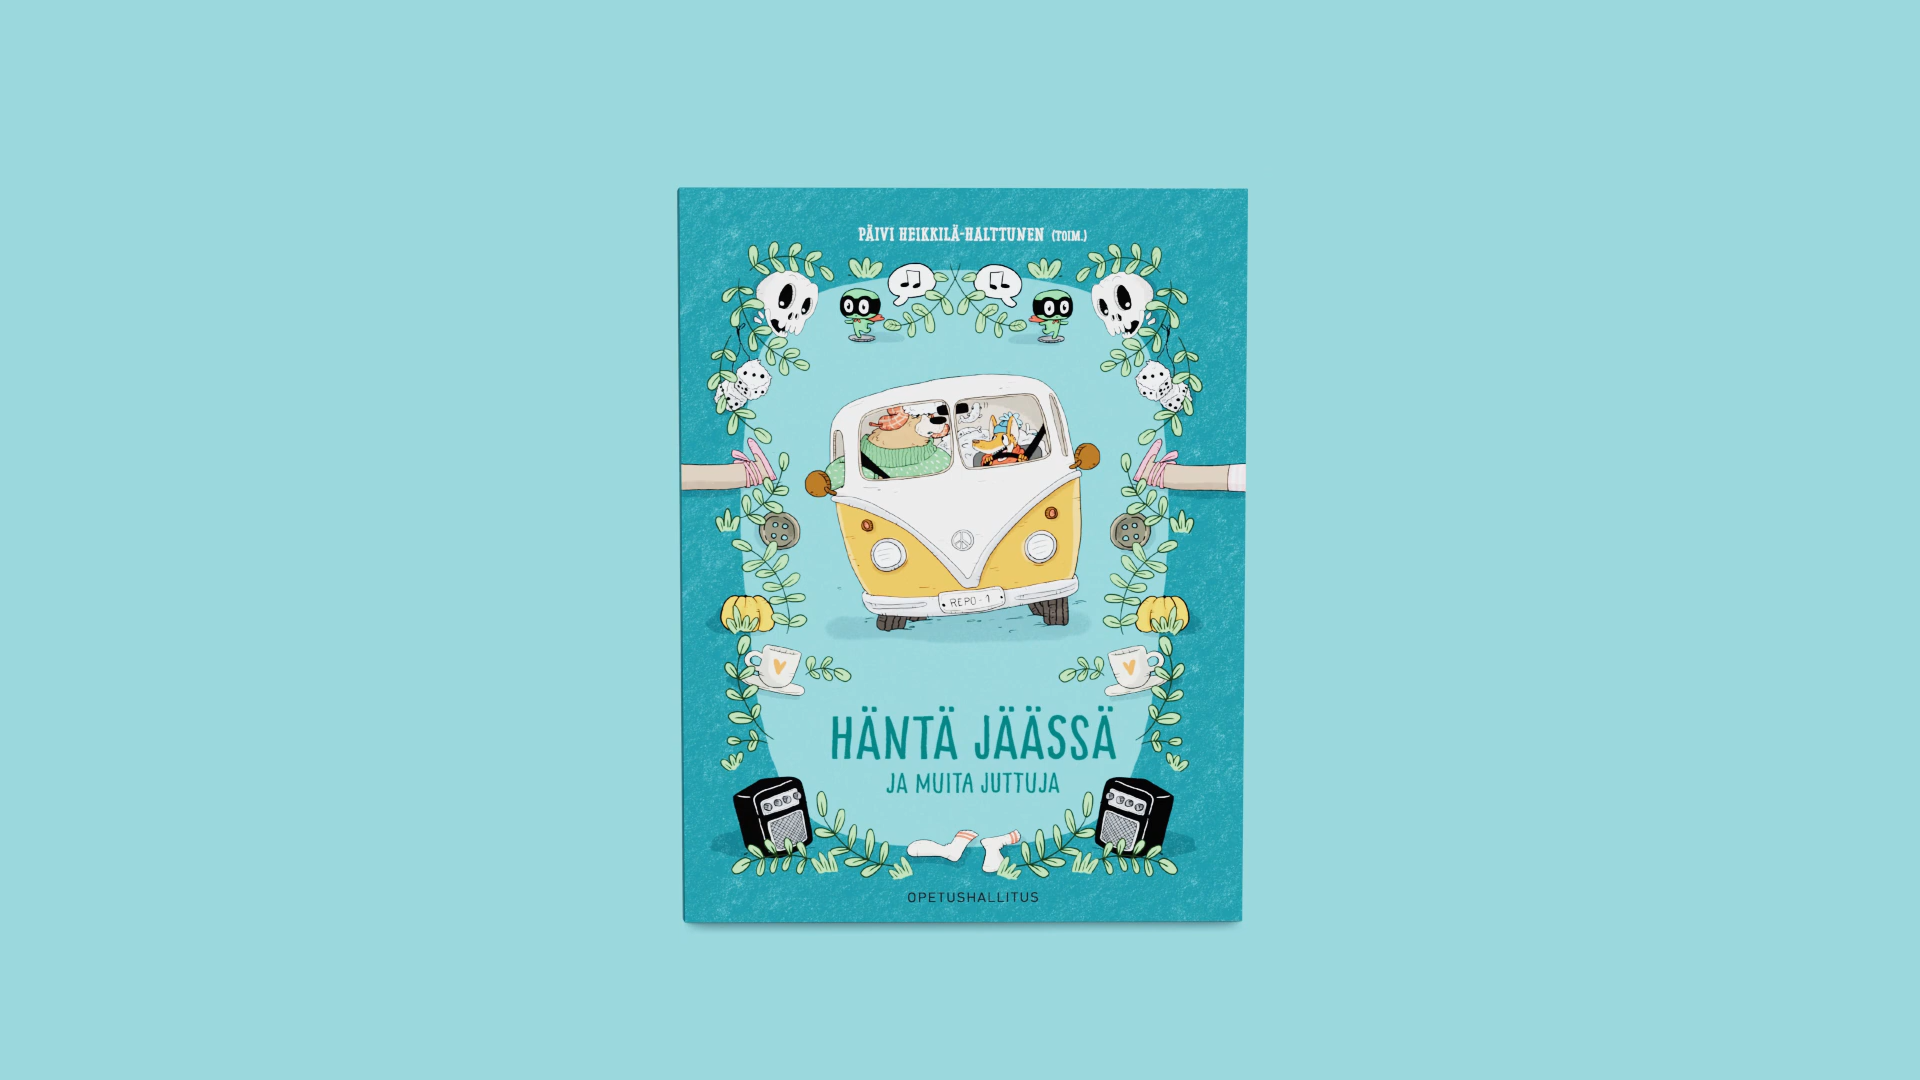 PÄIVI HEIKKILÄ-HALTTUNEN (TOIM.)
REPO-1
HÄNTÄ JÄÄSSÄ
JA MUITA JUTTUJA
OPETUSHALLITUS